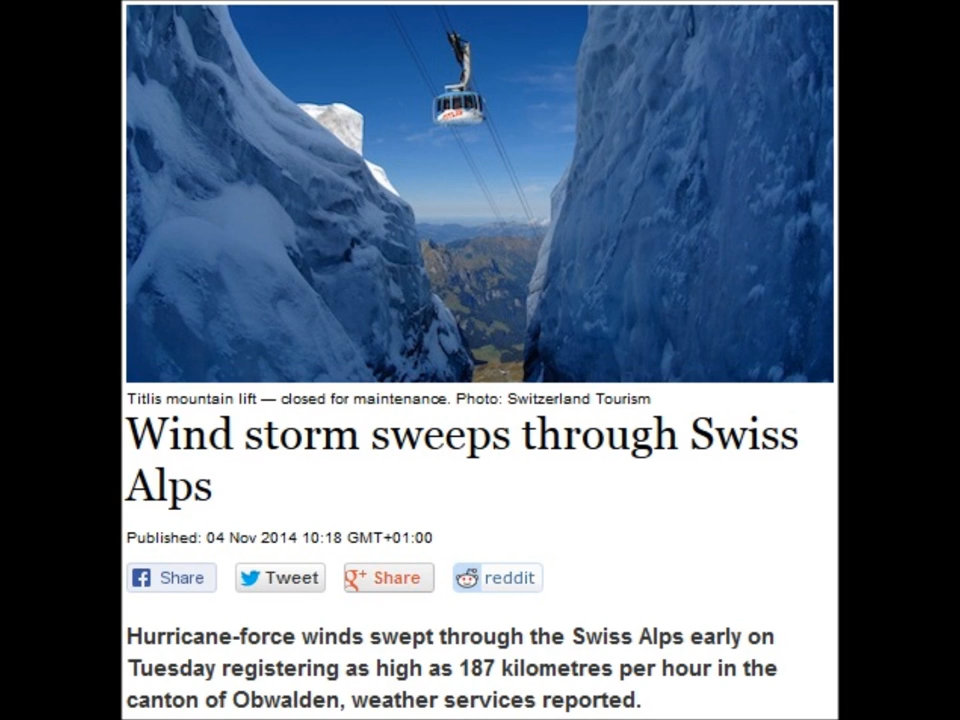 TITLIS
Titlis mountain lift — closed for maintenance. Photo: Switzerland Tourism
Wind storm sweeps through Swiss
Alps
Published: 04 Nov 2014 10:18 GMT+01:00
Share Tweet Share reddit
Hurricane-force winds swept through the Swiss Alps early on
Tuesday registering as high as 187 kilometres per hour in the
canton of Obwalden, weather services reported.